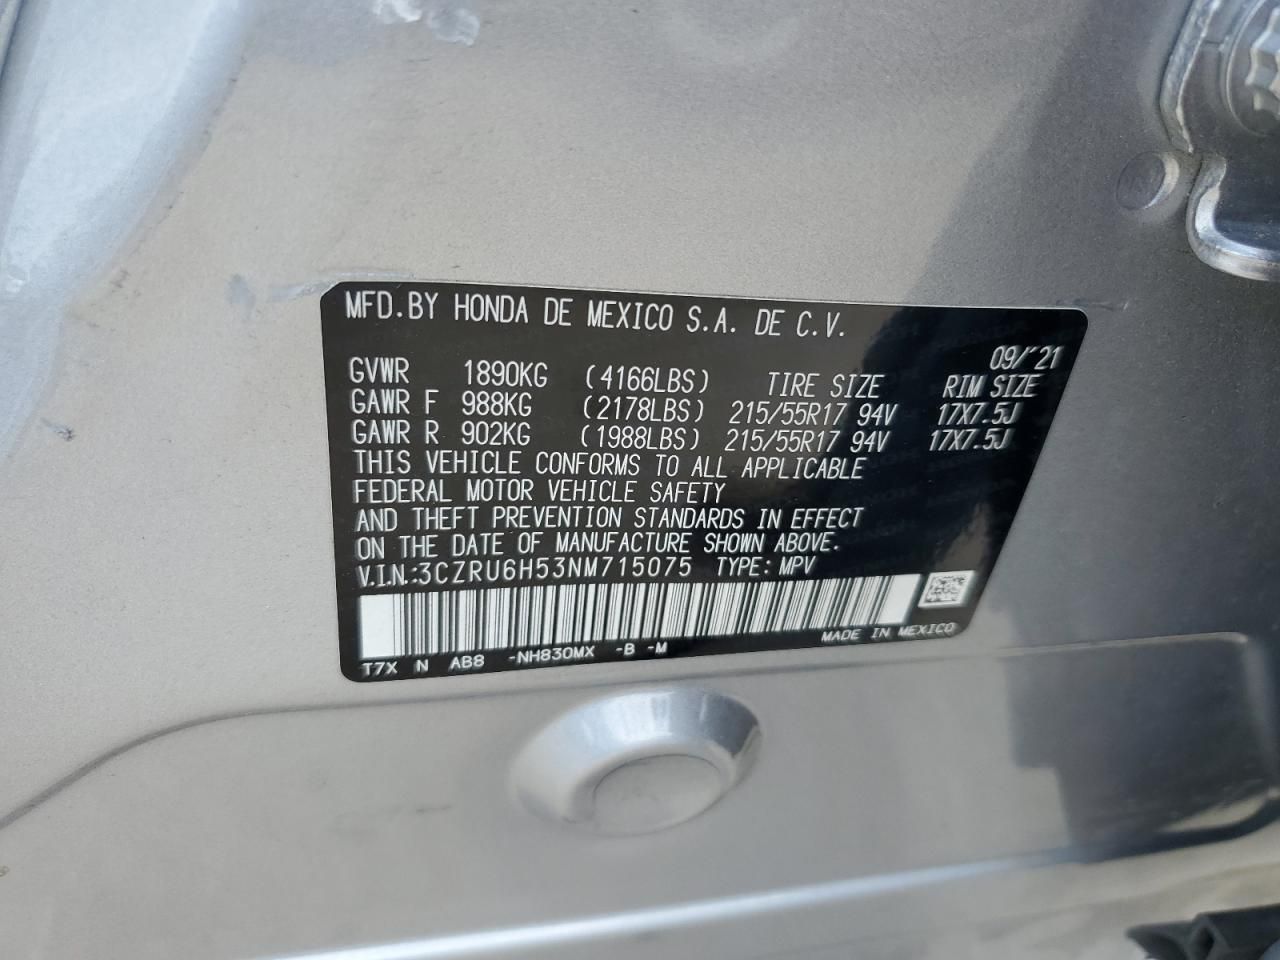 MFD.BY HONDA DE MEXICO S.A. DE C.V.
09/'21
GVWR 1890KG (4166LBS) TIRE SIZE RIM SIZE
GAWR F 988KG (2178LBS) 215/55R17 94V 17X7.5J
GAWR R 902KG (1988LBS) 215/55R17 94V 17X7.5J
THIS VEHICLE CONFORMS TO ALL APPLICABLE
FEDERAL MOTOR VEHICLE SAFETY
AND THEFT PREVENTION STANDARDS IN EFFECT
ON THE DATE OF MANUFACTURE SHOWN ABOVE.
V.I.N.:3CZRU6H53NM715075 TYPE: MPV
MADE IN MEXICO
T7X N AB8 -NH830MX -B -M